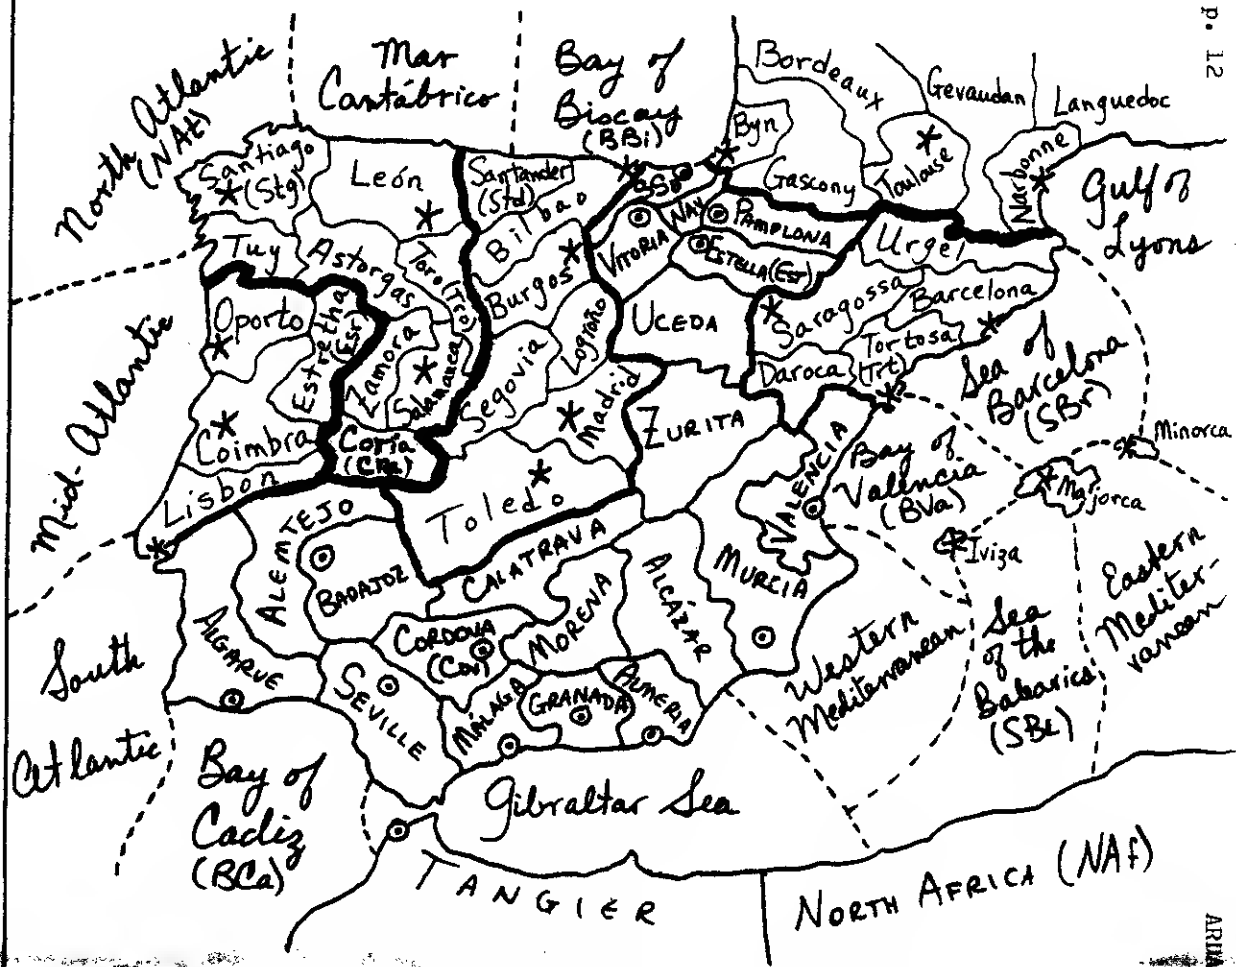 p. 12
North Atlantic
(NAt)
Mar
Cantábrico
Bay of
Biscay
(BBi)
Bordeaux
Gevaudan
Languedoc
Byn
Gascony
Toulouse
Narbonne
Gulf of
Lyons
Santiago
(Stg)
León
Santander
(Std)
Bilbao
NAV
PAMPLONA
VITORIA
ESTELLA (EST)
Urgel
Tuy
Astorgas
Toro (Tro)
Burgos
Logroño
UCEDA
Saragossa
Barcelona
Oporto
Estretha
(Esr)
Zamora
Salamanca
Segovia
Madrid
Daroca
Tortosa
(Trt)
Sea of
Barcelona
(SBr)
Minorca
Mid-Atlantic
Coimbra
Coria
(CRa)
ZURITA
VALENCIA
Bay of
Valencia
(BVa)
Majorca
Iviza
Lisbon
Toledo
ALEMTEJO
BADAJOZ
CALATRAVA
ALCÁZAR
MURCIA
Eastern
Mediter-
ranean
South
Atlantic
ALGARVE
SEVILLE
CORDOVA
(COV)
MORENA
MÁLAGA
GRANADA
ALMERIA
Western
Mediterranean
Sea
of the
Balearics
(SBL)
Bay of
Cadiz
(BCa)
Gibraltar Sea
TANGIER
NORTH AFRICA (NAf)